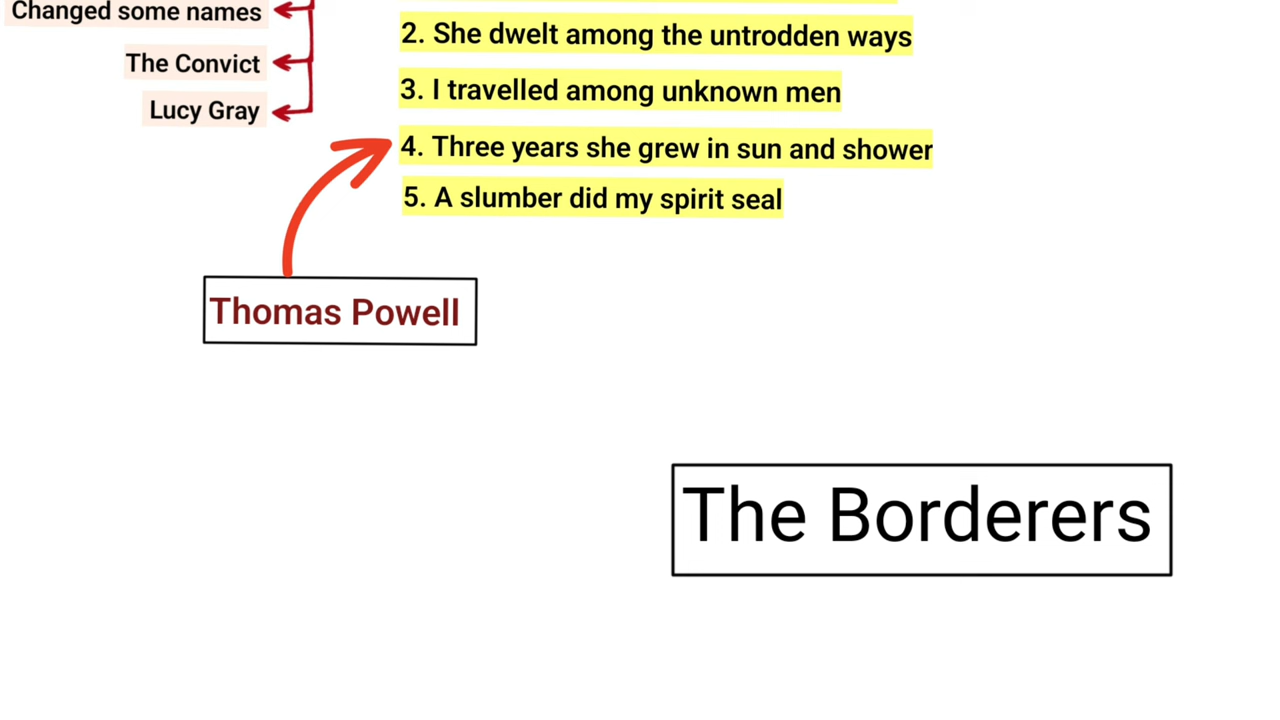 Changed some names
The Convict
Lucy Gray
2. She dwelt among the untrodden ways
3. I travelled among unknown men
4. Three years she grew in sun and shower
5. A slumber did my spirit seal
Thomas Powell
The Borderers